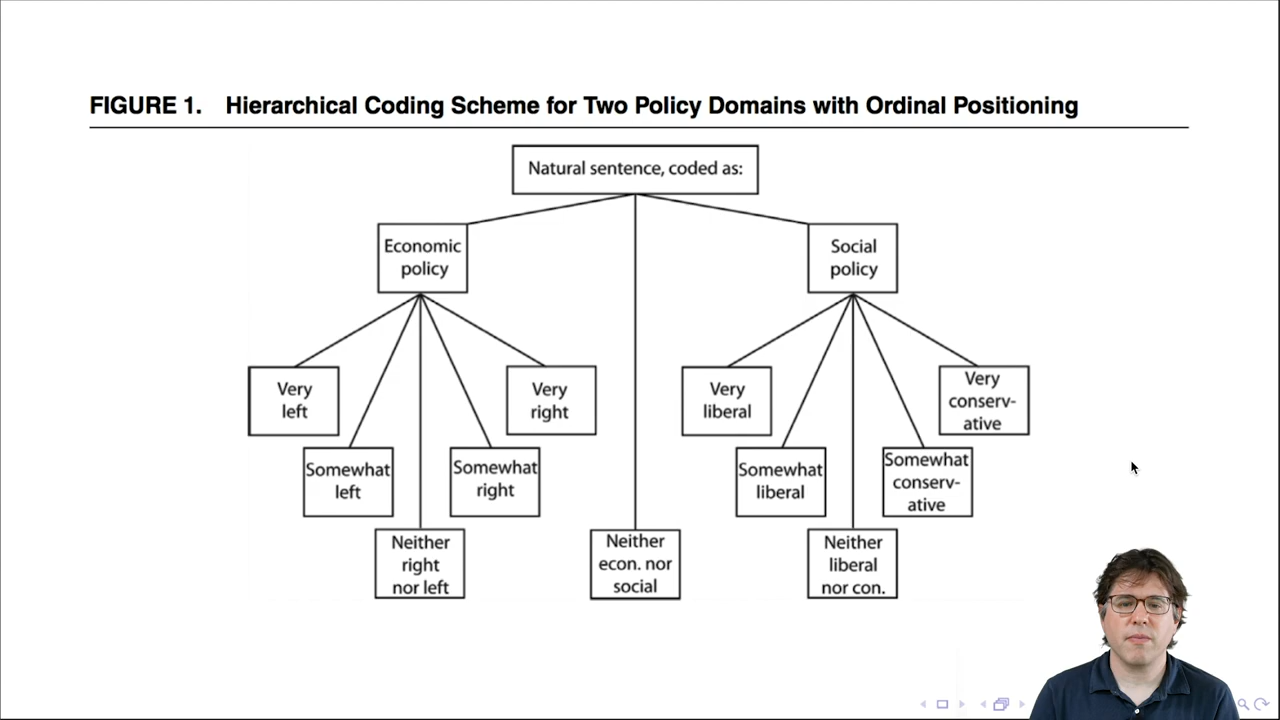 FIGURE 1. Hierarchical Coding Scheme for Two Policy Domains with Ordinal Positioning
Natural sentence, coded as:
Economic
policy
Social
policy
Very
left
Somewhat
left
Neither
right
nor left
Somewhat
right
Very
right
Neither
econ. nor
social
Very
liberal
Somewhat
liberal
Neither
liberal
nor con.
Somewhat
conserv-
ative
Very
conserv-
ative